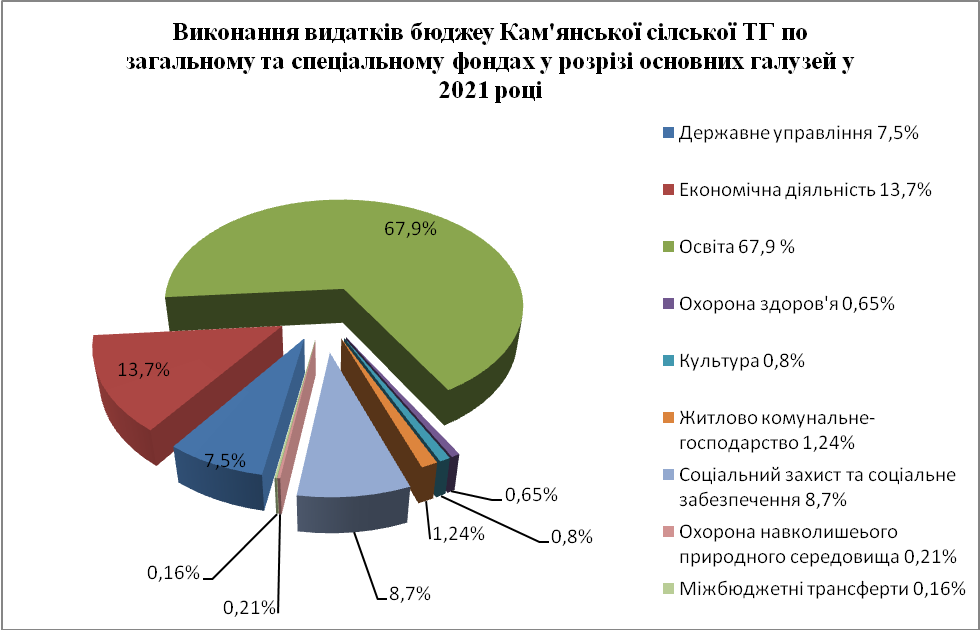 Виконання видатків бюджеу Кам'янської сілської ТГ по
загальному та спеціальному фондах у розрізі основних галузей у
2021 році
Державне управління 7,5%
Економічна діяльність 13,7%
Освіта 67,9 %
Охорона здоров'я 0,65%
Культура 0,8%
Житлово комунальне-
господарство 1,24%
Соціальний захист та соціальне
забезпечення 8,7%
Охорона навколишеього
природного середовища 0,21%
Міжбюджетні трансферти 0,16%
67,9%
13,7%
7,5%
0,16%
0,21%
8,7%
1,24%
0,8%
0,65%